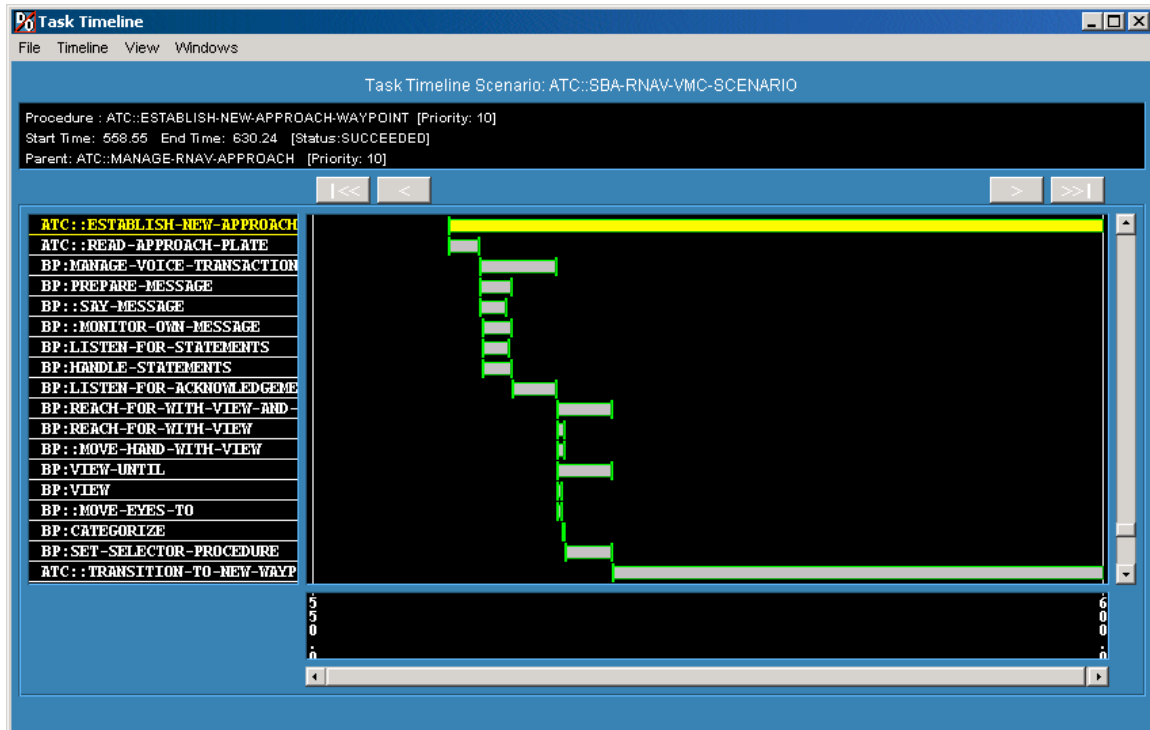 Task Timeline
File Timeline View Windows
Task Timeline Scenario: ATC::SBA-RNAV-VMC-SCENARIO
Procedure : ATC::ESTABLISH-NEW-APPROACH-WAYPOINT [Priority: 10]
Start Time: 558.55 End Time: 630.24 [Status:SUCCEEDED]
Parent: ATC::MANAGE-RNAV-APPROACH [Priority: 10]
|<< < > >>|
ATC::ESTABLISH-NEW-APPROACH
ATC::READ-APPROACH-PLATE
BP:MANAGE-VOICE-TRANSACTION
BP:PREPARE-MESSAGE
BP::SAY-MESSAGE
BP::MONITOR-OWN-MESSAGE
BP:LISTEN-FOR-STATEMENTS
BP:HANDLE-STATEMENTS
BP:LISTEN-FOR-ACKNOWLEDGEME
BP:REACH-FOR-WITH-VIEW-AND-
BP:REACH-FOR-WITH-VIEW
BP::MOVE-HAND-WITH-VIEW
BP:VIEW-UNTIL
BP:VIEW
BP::MOVE-EYES-TO
BP:CATEGORIZE
BP:SET-SELECTOR-PROCEDURE
ATC::TRANSITION-TO-NEW-WAYP
550.0 600.0